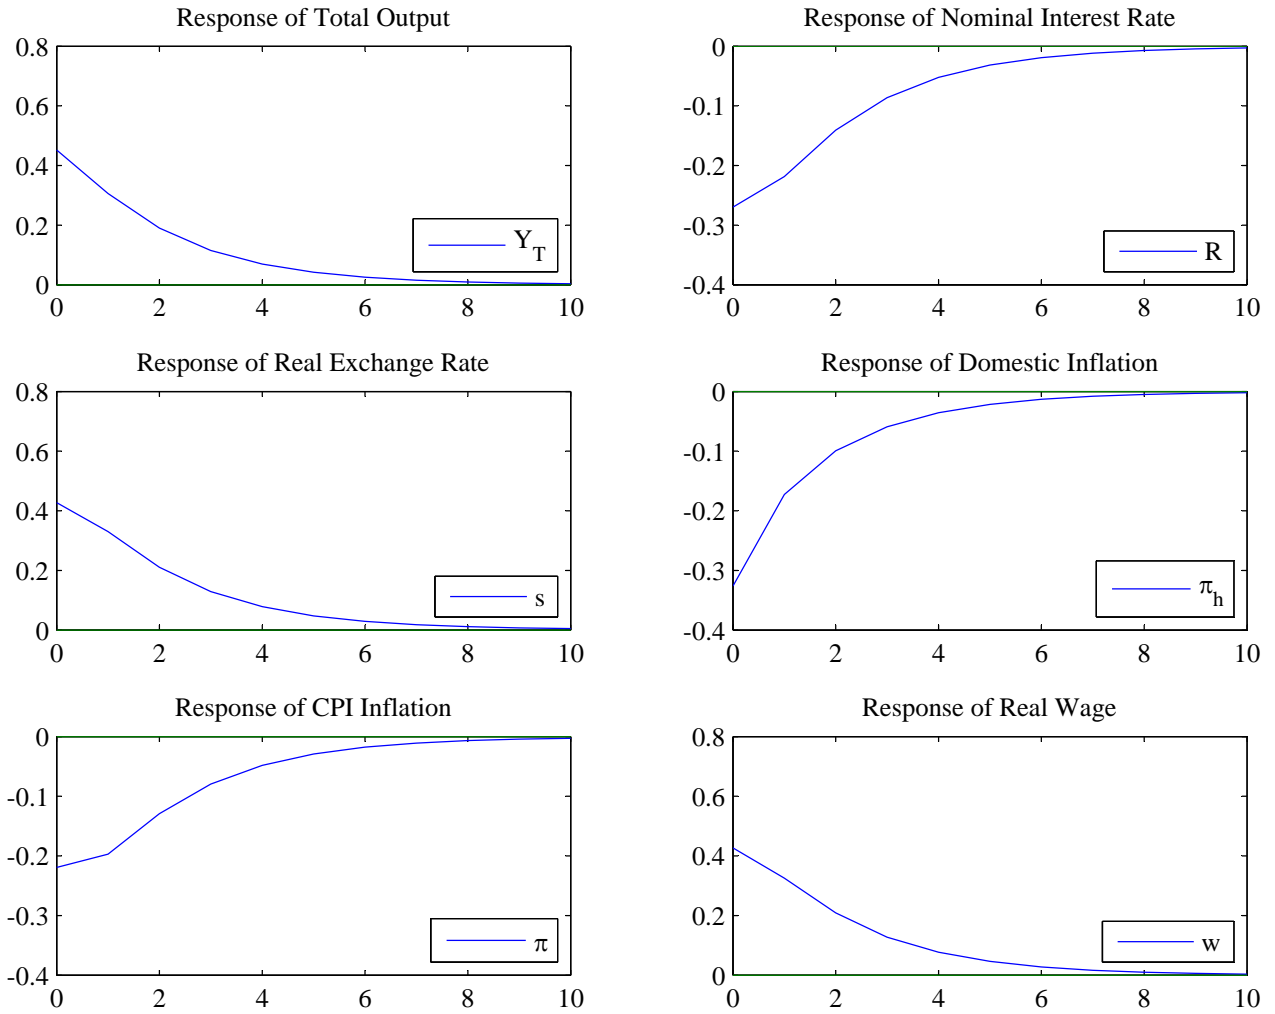 Response of Total Output
0.8
0.6
0.4
0.2
0
0 2 4 6 8 10
Y_T
Response of Nominal Interest Rate
0
-0.1
-0.2
-0.3
-0.4
0 2 4 6 8 10
R
Response of Real Exchange Rate
0.8
0.6
0.4
0.2
0
0 2 4 6 8 10
s
Response of Domestic Inflation
0
-0.1
-0.2
-0.3
-0.4
0 2 4 6 8 10
π_h
Response of CPI Inflation
0
-0.1
-0.2
-0.3
-0.4
0 2 4 6 8 10
π
Response of Real Wage
0.8
0.6
0.4
0.2
0
0 2 4 6 8 10
w